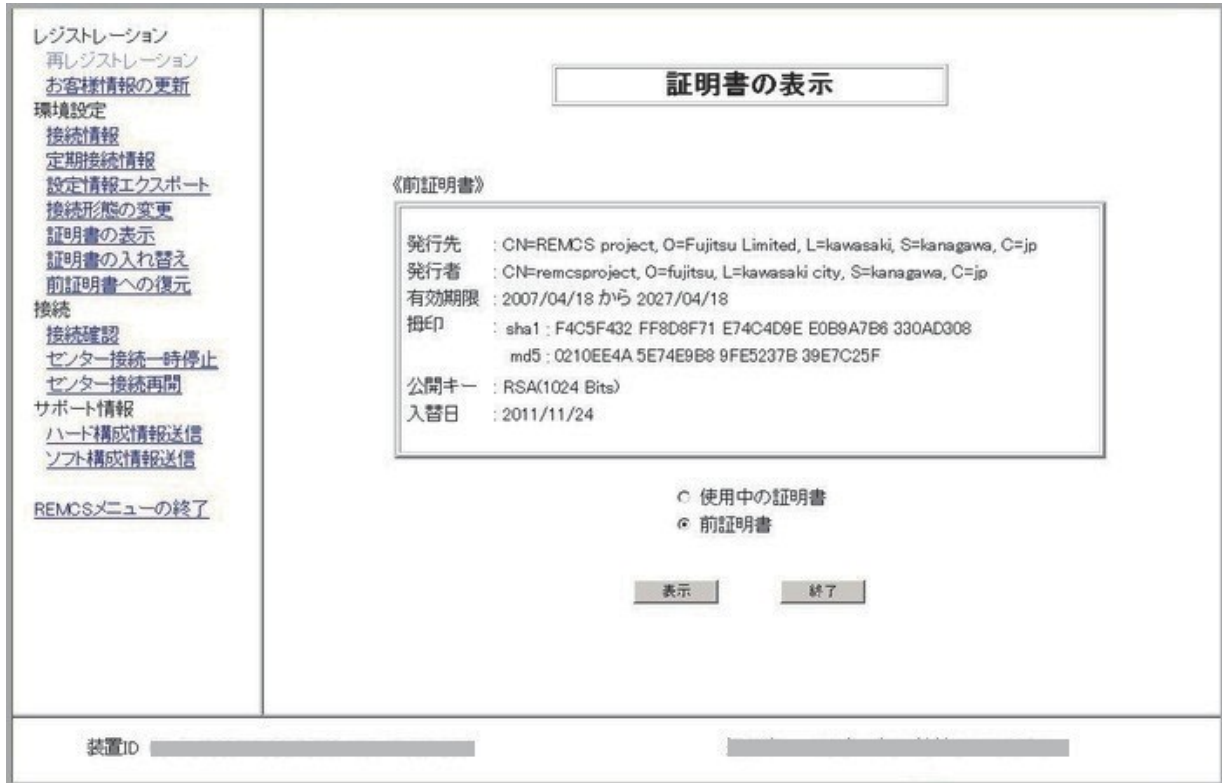 レジストレーション
再レジストレーション
お客様情報の更新
環境設定
接続情報
定期接続情報
設定情報エクスポート
接続形態の変更
証明書の表示
証明書の入れ替え
前証明書への復元
接続
接続確認
センター接続一時停止
センター接続再開
サポート情報
ハード構成情報送信
ソフト構成情報送信
REMCSメニューの終了
証明書の表示
《前証明書》
発行先 : CN=REMCS project, O=Fujitsu Limited, L=kawasaki, S=kanagawa, C=jp
発行者 : CN=remcsproject, O=fujitsu, L=kawasaki city, S=kanagawa, C=jp
有効期限 : 2007/04/18 から 2027/04/18
拇印 : sha1 : F4C5F432 FF8D8F71 E74C4D9E E0B9A7B6 330AD308
md5 : 0210EE4A 5E74E9B8 9FE5237B 39E7C25F
公開キー : RSA(1024 Bits)
入替日 : 2011/11/24
使用中の証明書
前証明書
表示 終了
装置ID